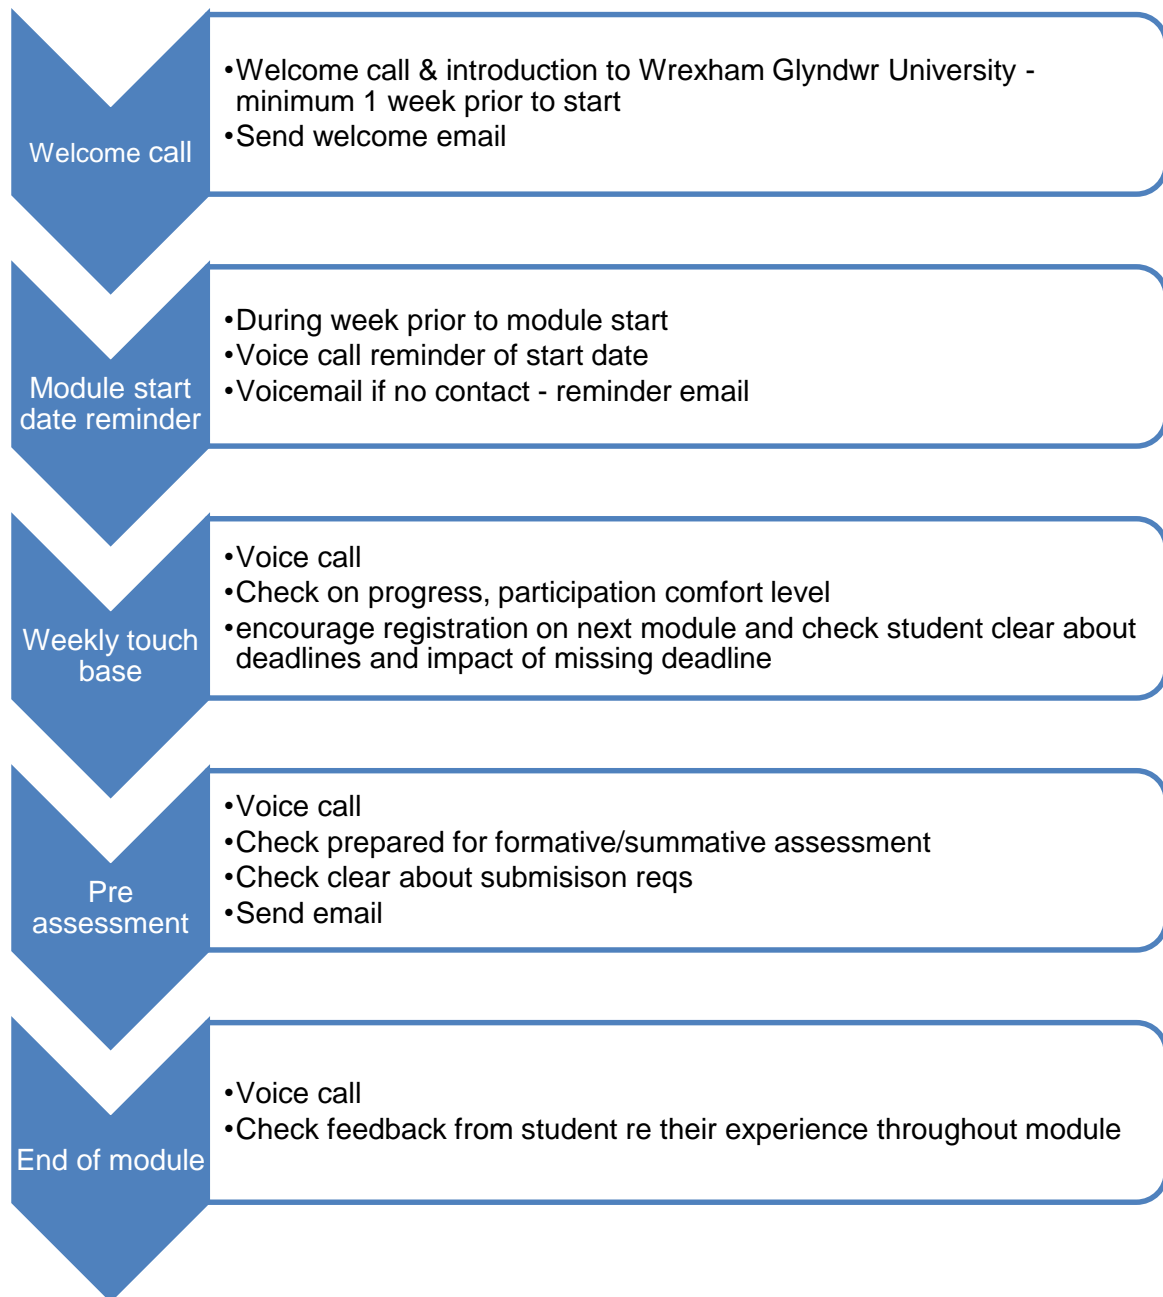 Welcome call
•Welcome call & introduction to Wrexham Glyndwr University -
minimum 1 week prior to start
•Send welcome email
Module start
date reminder
•During week prior to module start
•Voice call reminder of start date
•Voicemail if no contact - reminder email
Weekly touch
base
•Voice call
•Check on progress, participation comfort level
•encourage registration on next module and check student clear about
deadlines and impact of missing deadline
Pre
assessment
•Voice call
•Check prepared for formative/summative assessment
•Check clear about submisison reqs
•Send email
End of module
•Voice call
•Check feedback from student re their experience throughout module